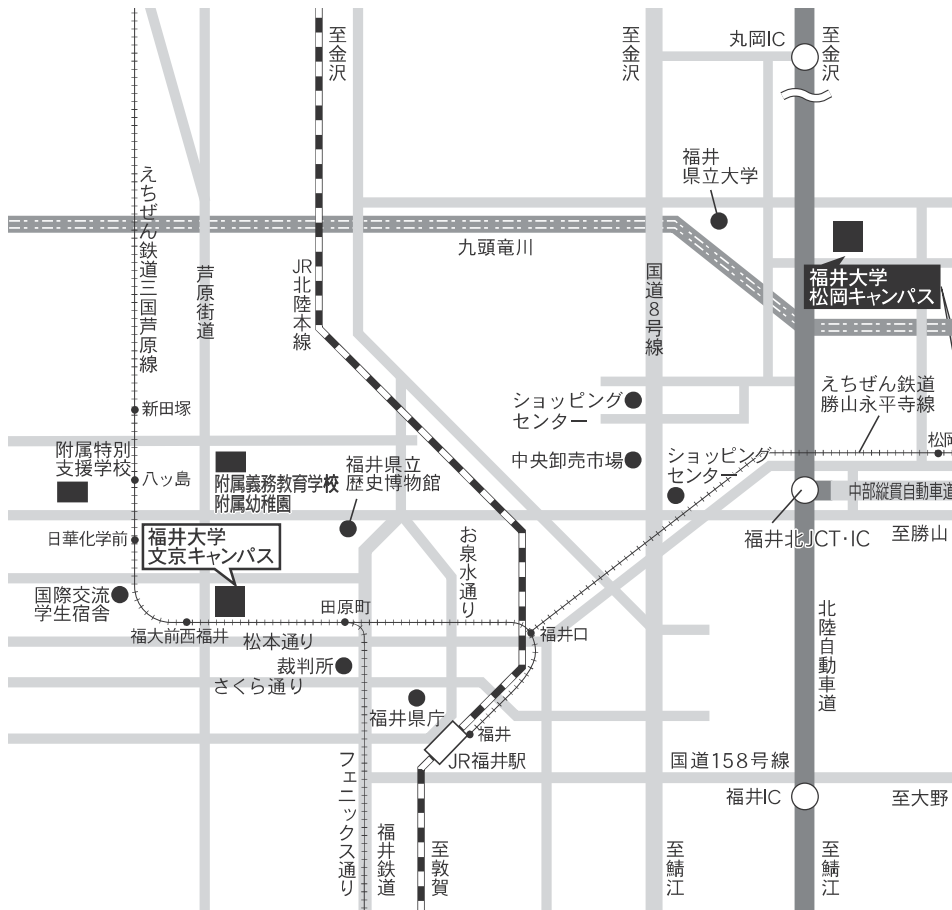 至金沢
至金沢
丸岡IC
至金沢
福井
県立大学
えちぜん鉄道三国芦原線
芦原街道
JR北陸本線
九頭竜川
国道8号線
福井大学
松岡キャンパス
えちぜん鉄道
勝山永平寺線
松岡
新田塚
ショッピング
センター
附属特別
支援学校
八ッ島
附属義務教育学校
附属幼稚園
福井県立
歴史博物館
中央卸売市場
ショッピング
センター
中部縦貫自動車道
日華化学前
福井大学
文京キャンパス
お泉水通り
福井北JCT・IC
至勝山
国際交流
学生宿舎
田原町
福大前西福井
松本通り
福井口
北陸自動車道
裁判所
さくら通り
福井県庁
福井
JR福井駅
国道158号線
福井IC
至大野
フェニックス通り
福井鉄道
至敦賀
至鯖江
至鯖江